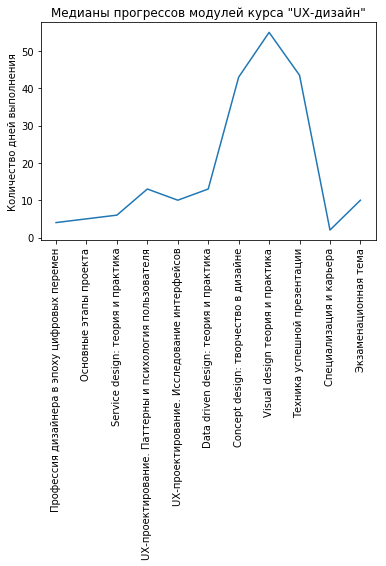 Медианы прогрессов модулей курса "UX-дизайн"
Количество дней выполнения
50
40
30
20
10
0
Профессия дизайнера в эпоху цифровых перемен
Основные этапы проекта
Service design: теория и практика
UX-проектирование. Паттерны и психология пользователя
UX-проектирование. Исследование интерфейсов
Data driven design: теория и практика
Concept design: творчество в дизайне
Visual design теория и практика
Техника успешной презентации
Специализация и карьера
Экзаменационная тема